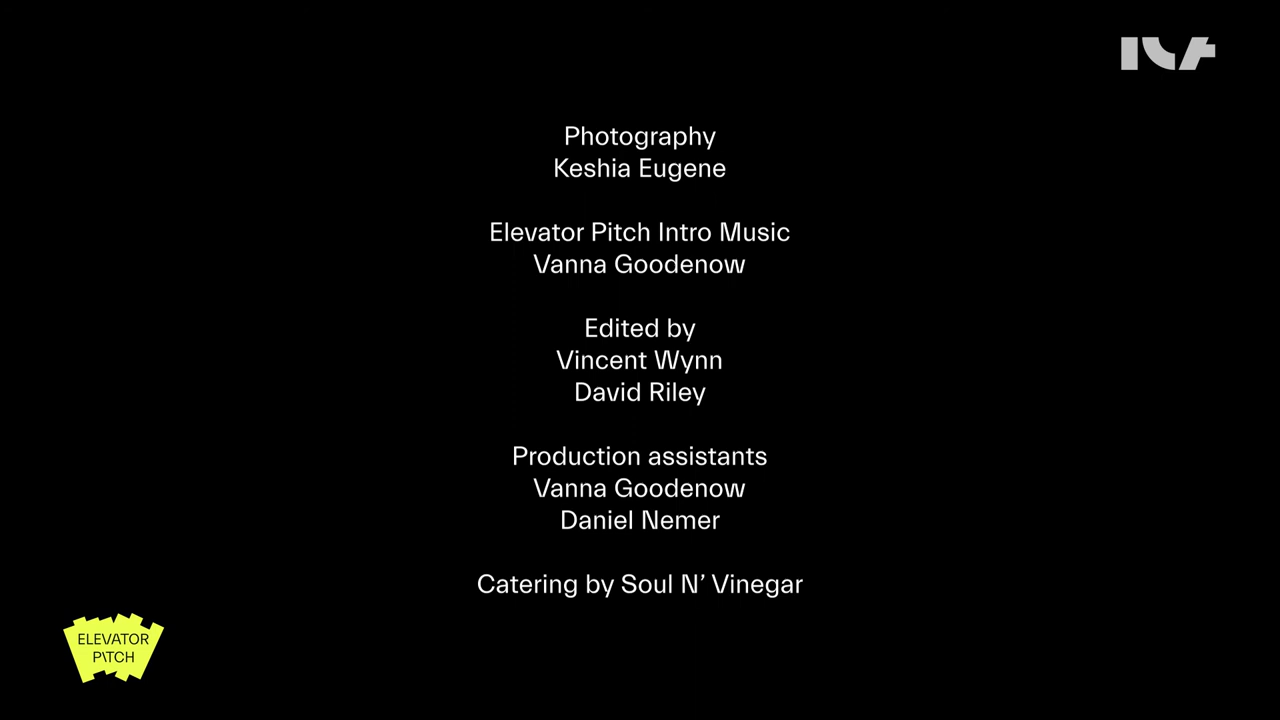 ICA
Photography
Keshia Eugene
Elevator Pitch Intro Music
Vanna Goodenow
Edited by
Vincent Wynn
David Riley
Production assistants
Vanna Goodenow
Daniel Nemer
Catering by Soul N’ Vinegar
ELEVATOR
PITCH